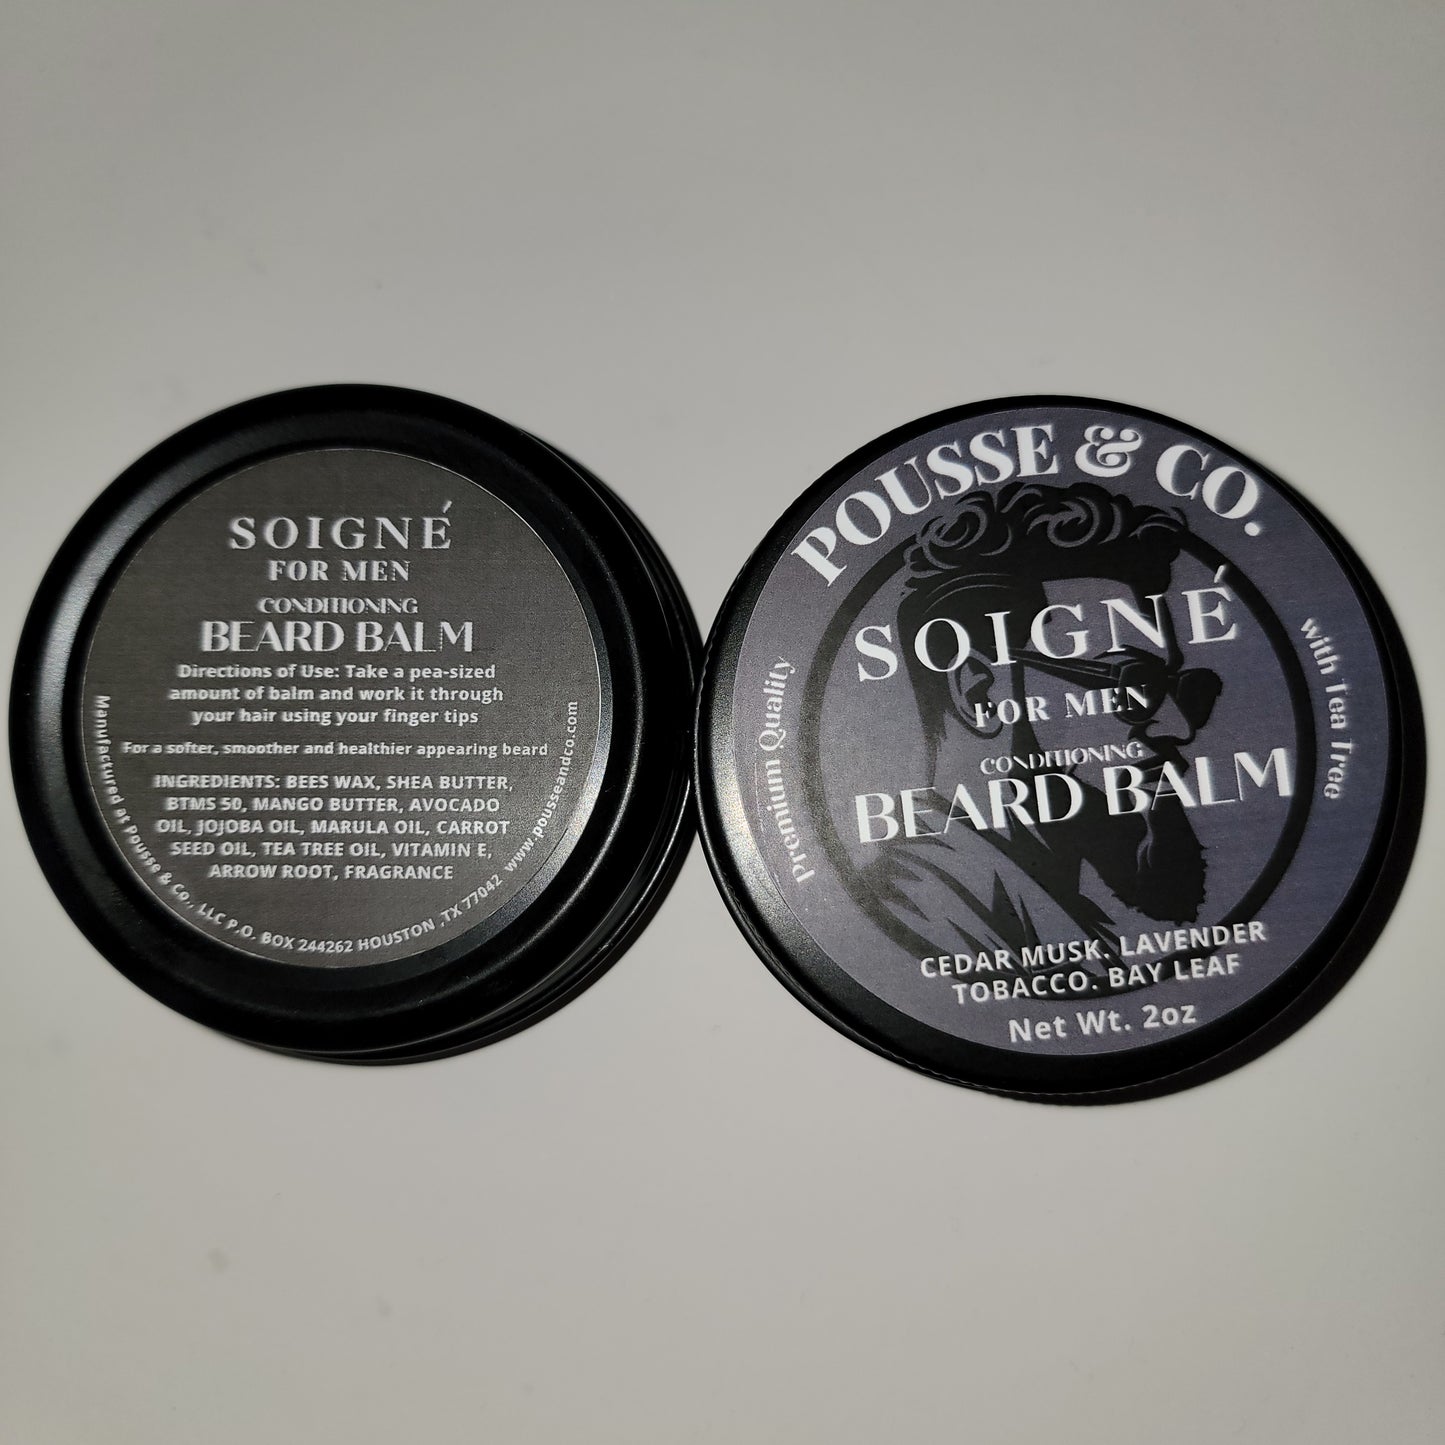 SOIGNÉ
FOR MEN
CONDITIONING
BEARD BALM
Directions of Use: Take a pea-sized
amount of balm and work it through
your hair using your finger tips
For a softer, smoother and healthier appearing beard
INGREDIENTS: BEES WAX, SHEA BUTTER,
BTMS 50, MANGO BUTTER, AVOCADO
OIL, JOJOBA OIL, MARULA OIL, CARROT
SEED OIL, TEA TREE OIL, VITAMIN E,
ARROW ROOT, FRAGRANCE
Manufactured at Pousse & Co., LLC P.O. BOX 244262 HOUSTON ,TX 77042 www.pousseandco.com
POUSSE & CO.
SOIGNÉ
FOR MEN
CONDITIONING
BEARD BALM
Premium Quality
with Tea Tree
CEDAR MUSK. LAVENDER
TOBACCO. BAY LEAF
Net Wt. 2oz